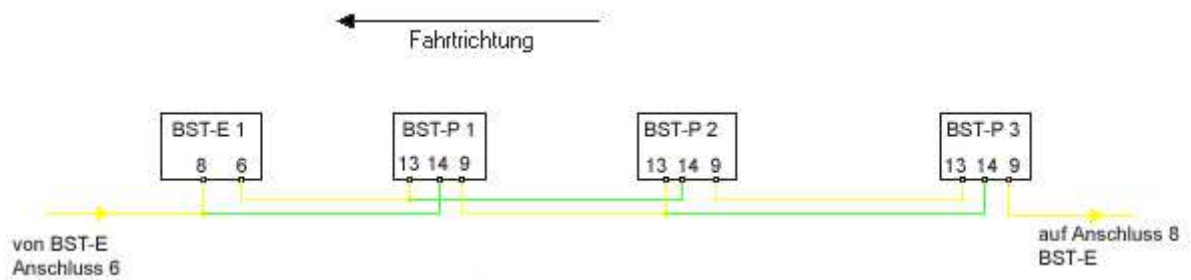 Fahrtrichtung
BST-E 1
8 6
BST-P 1
13 14 9
BST-P 2
13 14 9
BST-P 3
13 14 9
von BST-E
Anschluss 6
auf Anschluss 8
BST-E